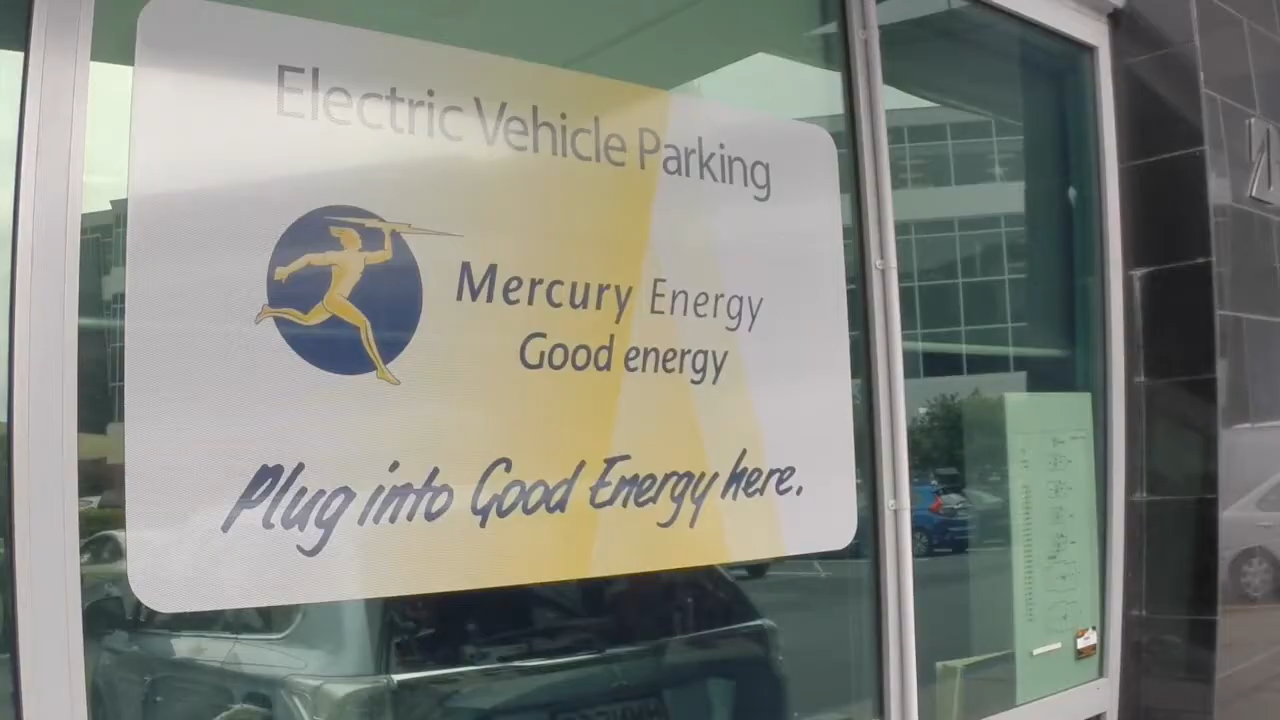 Electric Vehicle Parking
Mercury Energy
Good energy
Plug into Good Energy here.